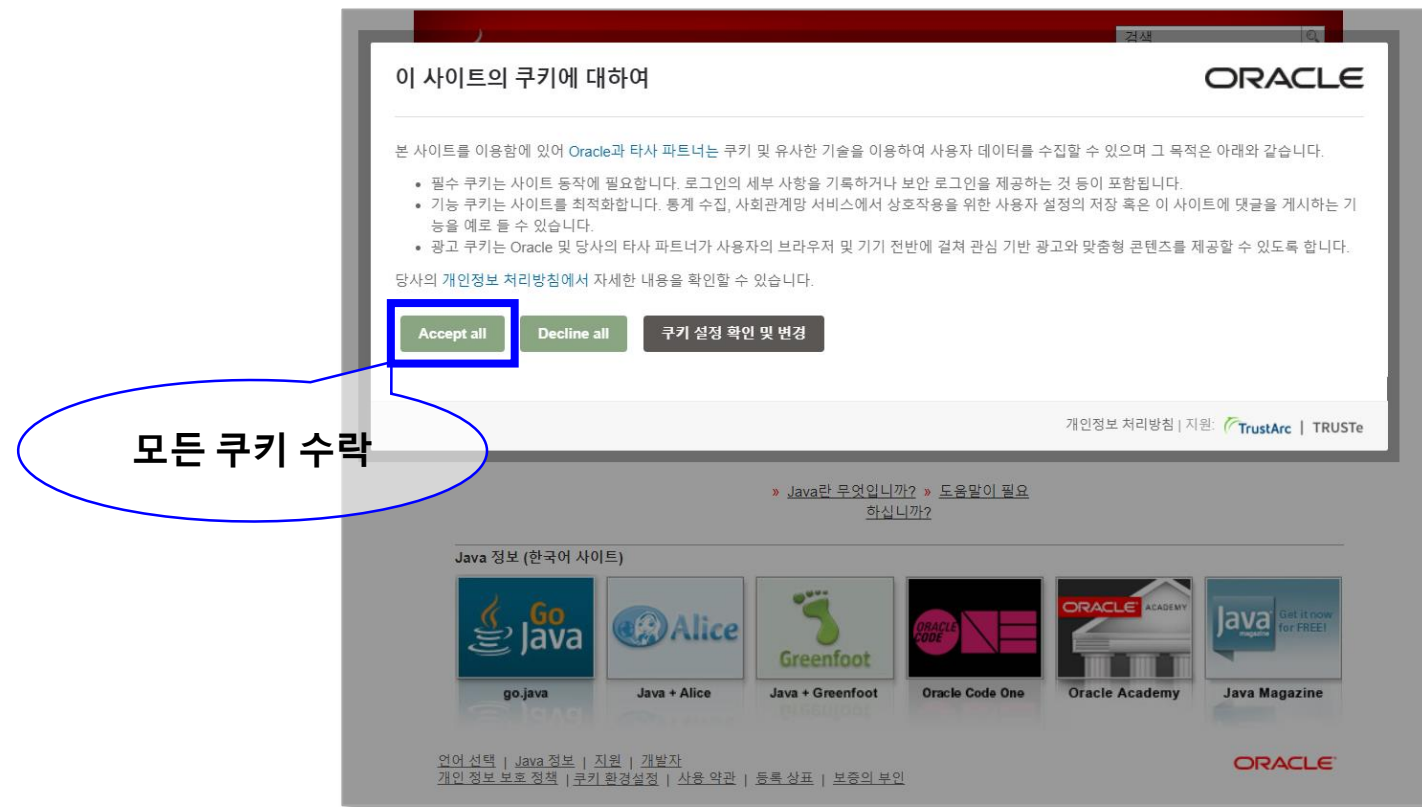 검색
이 사이트의 쿠키에 대하여
ORACLE
본 사이트를 이용함에 있어 Oracle과 타사 파트너는 쿠키 및 유사한 기술을 이용하여 사용자 데이터를 수집할 수 있으며 그 목적은 아래와 같습니다.
• 필수 쿠키는 사이트 동작에 필요합니다. 로그인의 세부 사항을 기록하거나 보안 로그인을 제공하는 것 등이 포함됩니다.
• 기능 쿠키는 사이트를 최적화합니다. 통계 수집, 사회관계망 서비스에서 상호작용을 위한 사용자 설정의 저장 혹은 이 사이트에 댓글을 게시하는 기
능을 예로 들 수 있습니다.
• 광고 쿠키는 Oracle 및 당사의 타사 파트너가 사용자의 브라우저 및 기기 전반에 걸쳐 관심 기반 광고와 맞춤형 콘텐츠를 제공할 수 있도록 합니다.
당사의 개인정보 처리방침에서 자세한 내용을 확인할 수 있습니다.
Accept all
Decline all
쿠키 설정 확인 및 변경
모든 쿠키 수락
개인정보 처리방침 | 지원: TrustArc | TRUSTe
» Java란 무엇입니까? » 도움말이 필요
하십니까?
Java 정보 (한국어 사이트)
Go
Java
Alice
Greenfoot
ORACLE
CODE
ONE
ORACLE ACADEMY
Java
magazine
Get it now
for FREE!
go.java
Java + Alice
Java + Greenfoot
Oracle Code One
Oracle Academy
Java Magazine
언어 선택 | Java 정보 | 지원 | 개발자
개인 정보 보호 정책 | 쿠키 환경설정 | 사용 약관 | 등록 상표 | 보증의 부인
ORACLE